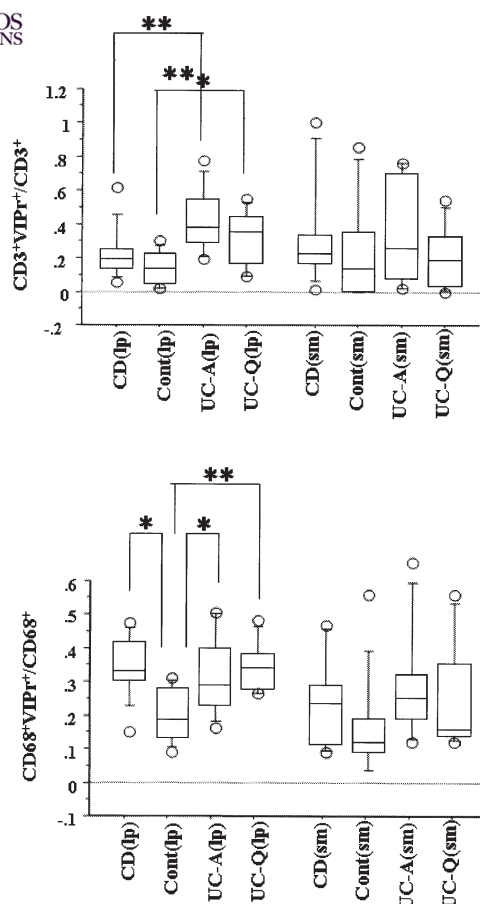 OS
NS
**
***
CD3+VIPr+/CD3+
1.2
1
.8
.6
.4
.2
0
-.2
CD(lp)
Cont(lp)
UC-A(lp)
UC-Q(lp)
CD(sm)
Cont(sm)
UC-A(sm)
UC-Q(sm)
**
*
*
CD68+VIPr+/CD68+
.6
.5
.4
.3
.2
.1
0
-.1
CD(lp)
Cont(lp)
UC-A(lp)
UC-Q(lp)
CD(sm)
Cont(sm)
UC-A(sm)
UC-Q(sm)